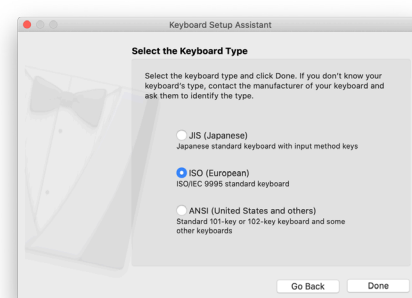 Keyboard Setup Assistant
Select the Keyboard Type
Select the keyboard type and click Done. If you don't know your
keyboard's type, contact the manufacturer of your keyboard and
ask them to identify the type.
JIS (Japanese)
Japanese standard keyboard with input method keys
ISO (European)
ISO/IEC 9995 standard keyboard
ANSI (United States and others)
Standard 101-key or 102-key keyboard and some
other keyboards
Go Back
Done